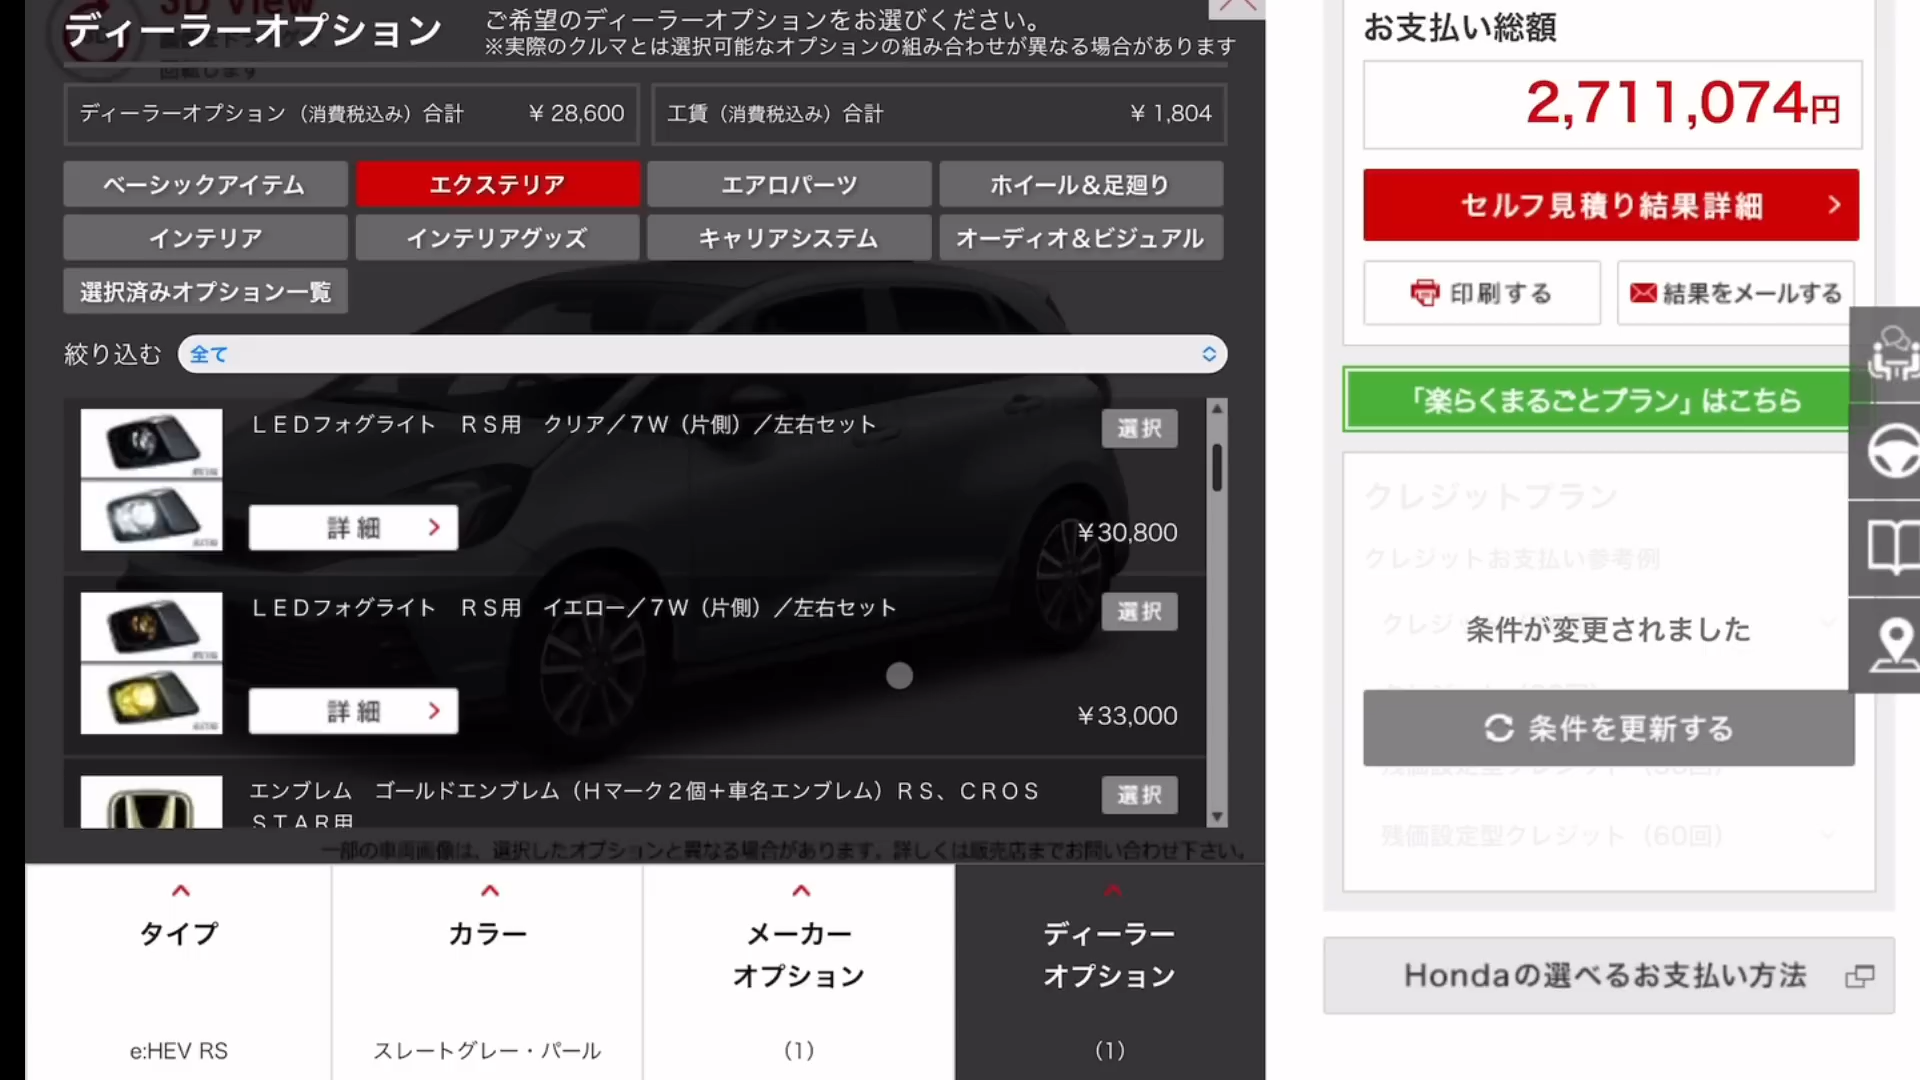 3D View
ディーラーオプション
ご希望のディーラーオプションをお選びください。
※実際のクルマとは選択可能なオプションの組み合わせが異なる場合があります
回転します
ディーラーオプション（消費税込み）合計 ¥ 28,600
工賃（消費税込み）合計 ¥ 1,804
ベーシックアイテム
エクステリア
エアロパーツ
ホイール＆足廻り
インテリア
インテリアグッズ
キャリアシステム
オーディオ＆ビジュアル
選択済みオプション一覧
絞り込む 全て
ＬＥＤフォグライト　ＲＳ用　クリア／７Ｗ（片側）／左右セット
選択
詳細
¥30,800
ＬＥＤフォグライト　ＲＳ用　イエロー／７Ｗ（片側）／左右セット
選択
詳細
¥33,000
エンブレム　ゴールドエンブレム（Ｈマーク２個＋車名エンブレム）ＲＳ、ＣＲＯＳ
ＳＴＡＲ用
選択
一部の車両画像は、選択したオプションと異なる場合があります。詳しくは販売店までお問い合わせ下さい。
タイプ
e:HEV RS
カラー
スレートグレー・パール
メーカー
オプション
（1）
ディーラー
オプション
（1）
お支払い総額
2,711,074円
セルフ見積り結果詳細
印刷する
結果をメールする
「楽らくまるごとプラン」はこちら
クレジットプラン
クレジットお支払い参考例
条件が変更されました
条件を更新する
残価設定型クレジット（60回）
Hondaの選べるお支払い方法